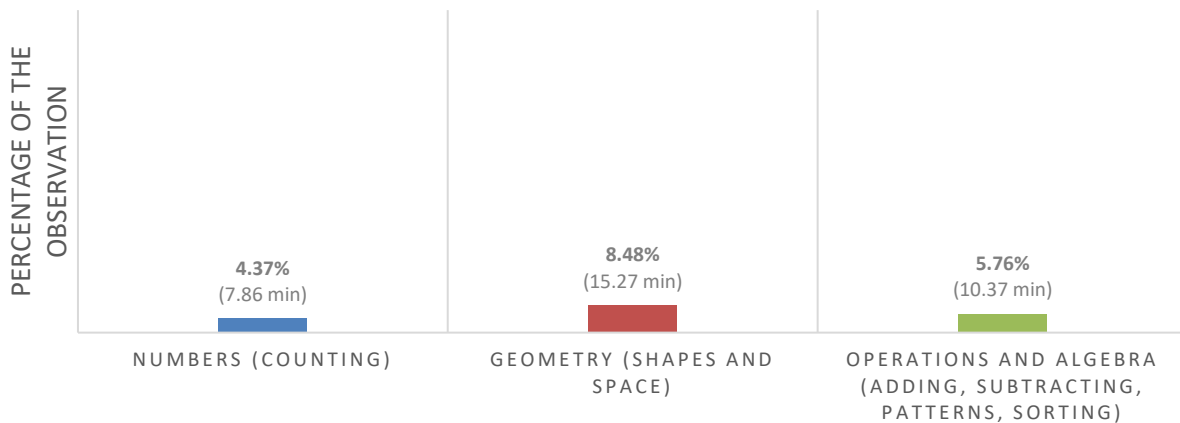 PERCENTAGE OF THE
OBSERVATION
4.37%
(7.86 min)
8.48%
(15.27 min)
5.76%
(10.37 min)
NUMBERS (COUNTING)
GEOMETRY (SHAPES AND
SPACE)
OPERATIONS AND ALGEBRA
(ADDING, SUBTRACTING,
PATTERNS, SORTING)